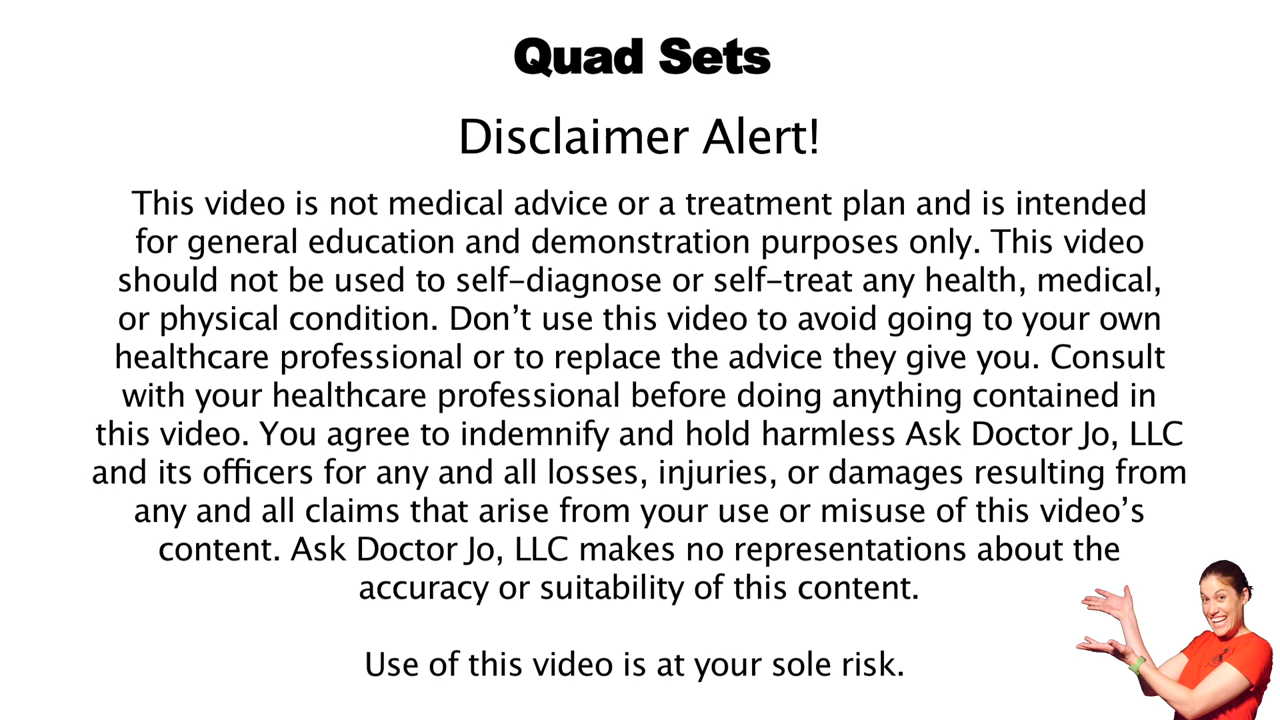 Quad Sets
Disclaimer Alert!
This video is not medical advice or a treatment plan and is intended
for general education and demonstration purposes only. This video
should not be used to self-diagnose or self-treat any health, medical,
or physical condition. Don’t use this video to avoid going to your own
healthcare professional or to replace the advice they give you. Consult
with your healthcare professional before doing anything contained in
this video. You agree to indemnify and hold harmless Ask Doctor Jo, LLC
and its officers for any and all losses, injuries, or damages resulting from
any and all claims that arise from your use or misuse of this video’s
content. Ask Doctor Jo, LLC makes no representations about the
accuracy or suitability of this content.
Use of this video is at your sole risk.